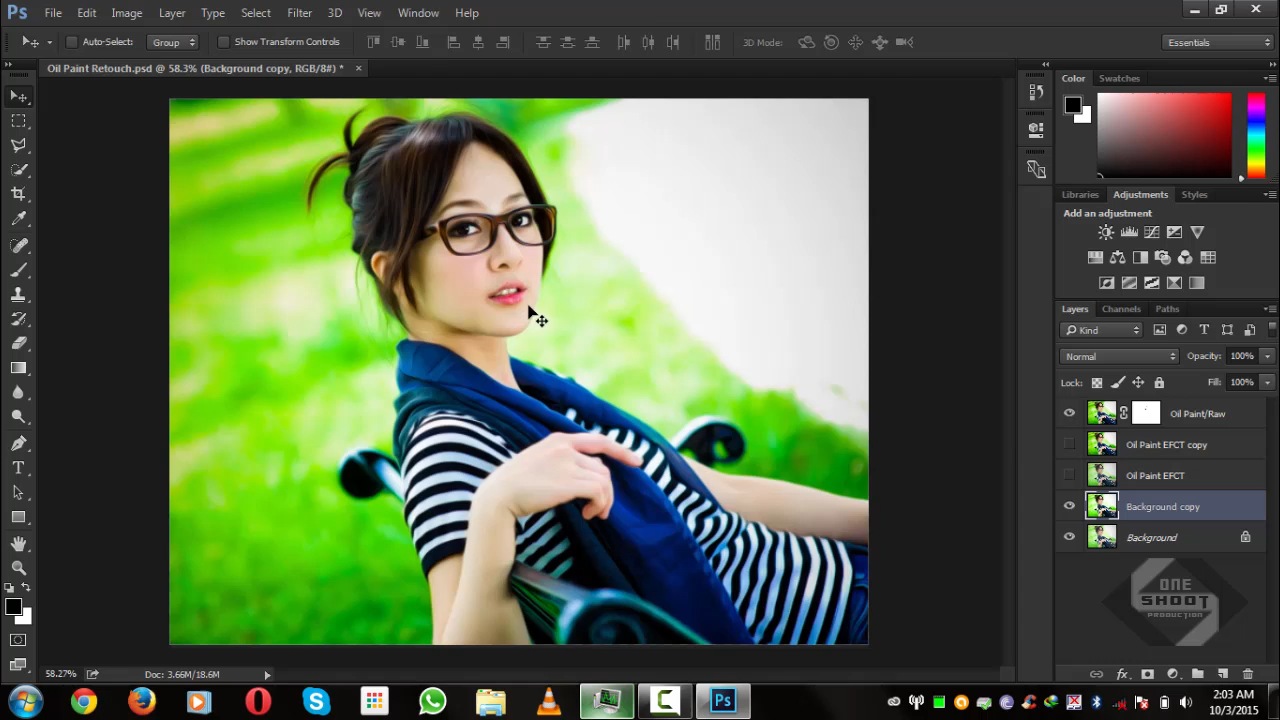 Ps File Edit Image Layer Type Select Filter 3D View Window Help
Auto-Select: Group Show Transform Controls 3D Mode: Essentials
Oil Paint Retouch.psd @ 58.3% (Background copy, RGB/8#) * ×
Color Swatches
Libraries Adjustments Styles
Add an adjustment
Layers Channels Paths
Kind
Normal Opacity: 100%
Lock: Fill: 100%
Oil Paint/Raw
Oil Paint EFCT copy
Oil Paint EFCT
Background copy
Background
ONE
SHOOT
PRODUCTION
58.27% Doc: 3.66M/18.6M
2:03 AM
10/3/2015